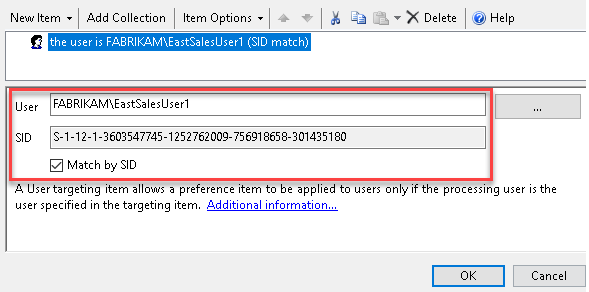 New Item Add Collection Item Options Delete Help
the user is FABRIKAM\EastSalesUser1 (SID match)
User FABRIKAM\EastSalesUser1 ...
SID S-1-12-1-3603547745-1252762009-756918658-301435180
Match by SID
A User targeting item allows a preference item to be applied to users only if the processing user is the
user specified in the targeting item. Additional information...
OK Cancel